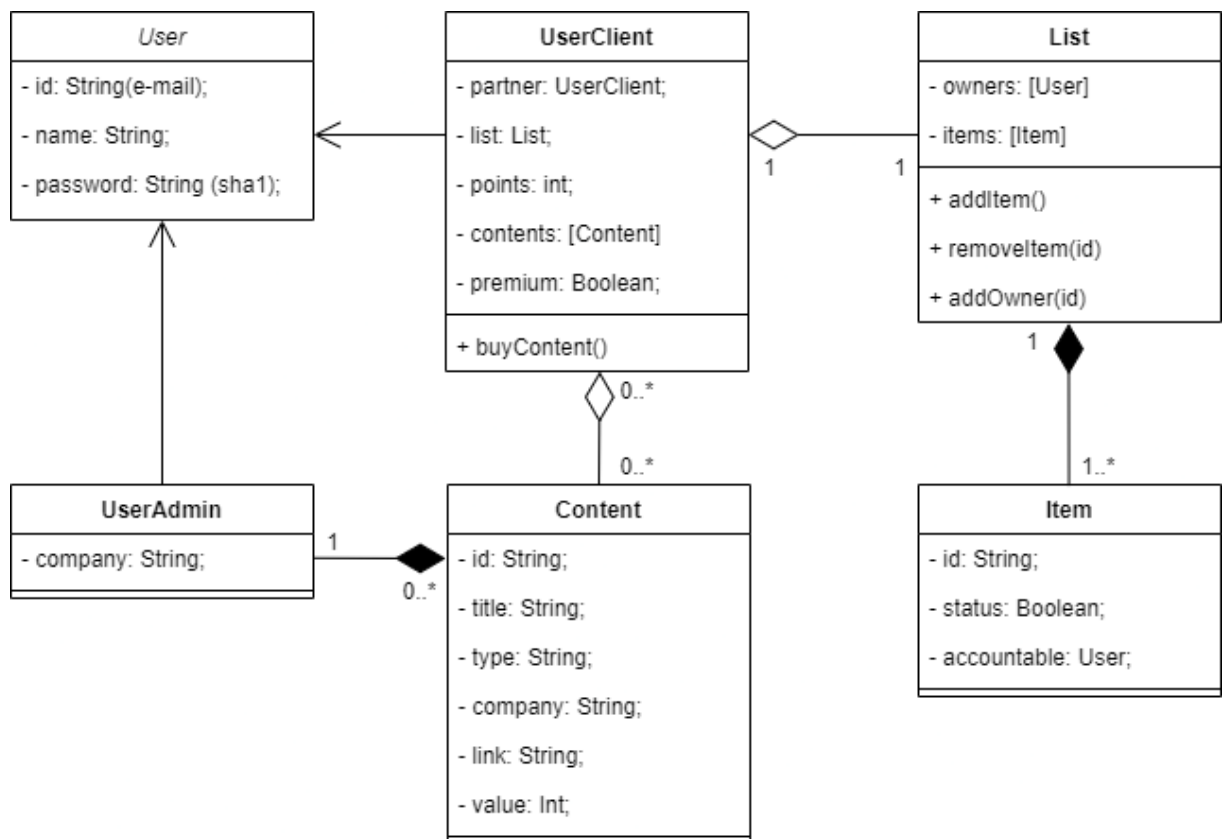 User
- id: String(e-mail);
- name: String;
- password: String (sha1);
UserClient
- partner: UserClient;
- list: List;
- points: int;
- contents: [Content]
- premium: Boolean;
+ buyContent()
List
- owners: [User]
- items: [Item]
+ addItem()
+ removeItem(id)
+ addOwner(id)
1
1
1
1..*
0..*
0..*
UserAdmin
- company: String;
1
0..*
Content
- id: String;
- title: String;
- type: String;
- company: String;
- link: String;
- value: Int;
Item
- id: String;
- status: Boolean;
- accountable: User;